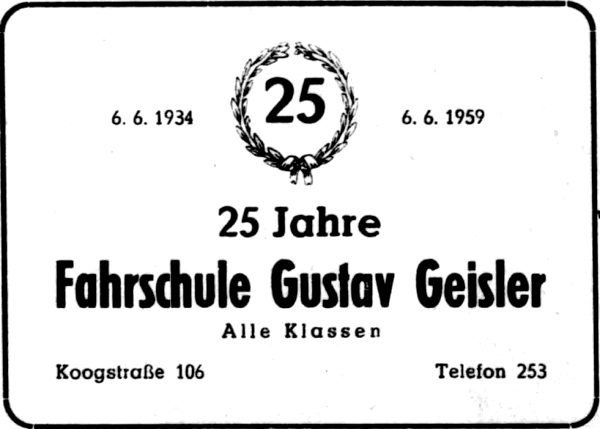 25
6. 6. 1934
6. 6. 1959
25 Jahre
Fahrschule Gustav Geisler
Alle Klassen
Koogstraße 106
Telefon 253